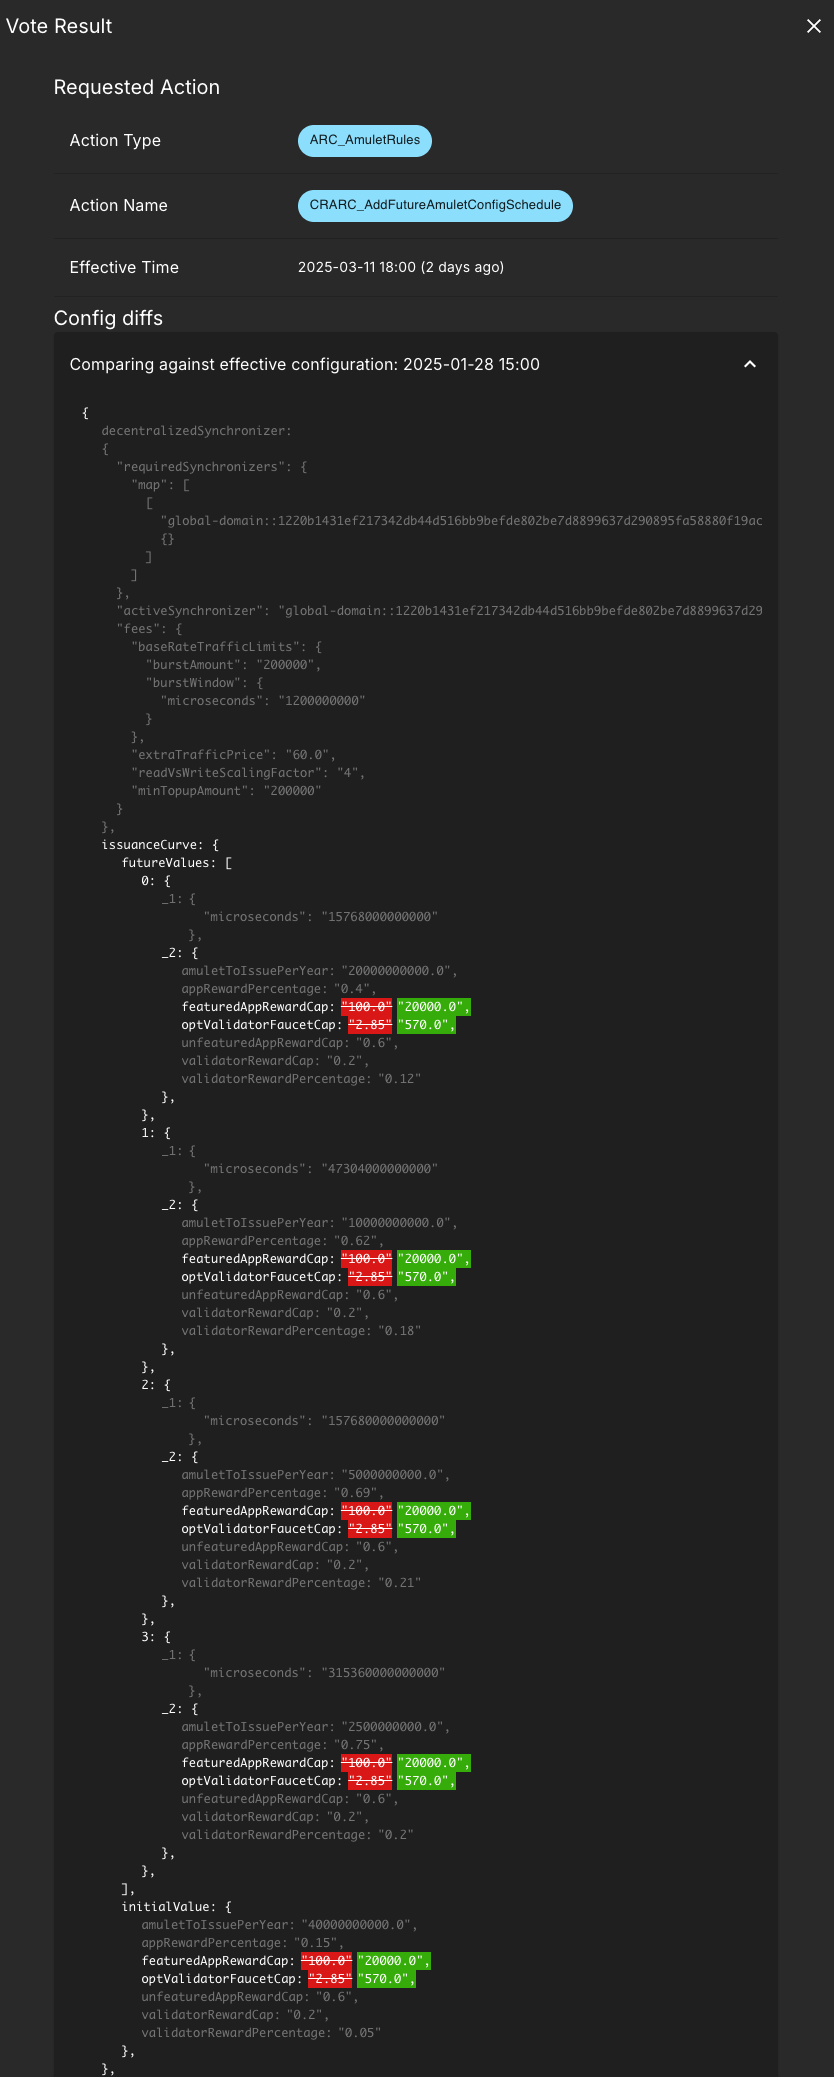 Vote Result
Requested Action
Action Type ARC_AmuletRules
Action Name CRARC_AddFutureAmuletConfigSchedule
Effective Time 2025-03-11 18:00 (2 days ago)
Config diffs
Comparing against effective configuration: 2025-01-28 15:00
{
decentralizedSynchronizer:
{
"requiredSynchronizers": {
"map": [
[
"global-domain::1220b1431ef217342db44d516bb9befde802be7d8899637d290895fa58880f19ac
{}
]
]
},
"activeSynchronizer": "global-domain::1220b1431ef217342db44d516bb9befde802be7d8899637d29
"fees": {
"baseRateTrafficLimits": {
"burstAmount": "200000",
"burstWindow": {
"microseconds": "1200000000"
}
},
"extraTrafficPrice": "60.0",
"readVsWriteScalingFactor": "4",
"minTopupAmount": "200000"
}
},
issuanceCurve: {
futureValues: [
0: {
_1: {
"microseconds": "15768000000000"
},
_2: {
amuletToIssuePerYear: "20000000000.0",
appRewardPercentage: "0.4",
featuredAppRewardCap: "100.0" "20000.0",
optValidatorFaucetCap: "2.85" "570.0",
unfeaturedAppRewardCap: "0.6",
validatorRewardCap: "0.2",
validatorRewardPercentage: "0.12"
},
},
1: {
_1: {
"microseconds": "47304000000000"
},
_2: {
amuletToIssuePerYear: "10000000000.0",
appRewardPercentage: "0.62",
featuredAppRewardCap: "100.0" "20000.0",
optValidatorFaucetCap: "2.85" "570.0",
unfeaturedAppRewardCap: "0.6",
validatorRewardCap: "0.2",
validatorRewardPercentage: "0.18"
},
},
2: {
_1: {
"microseconds": "157680000000000"
},
_2: {
amuletToIssuePerYear: "5000000000.0",
appRewardPercentage: "0.69",
featuredAppRewardCap: "100.0" "20000.0",
optValidatorFaucetCap: "2.85" "570.0",
unfeaturedAppRewardCap: "0.6",
validatorRewardCap: "0.2",
validatorRewardPercentage: "0.21"
},
},
3: {
_1: {
"microseconds": "315360000000000"
},
_2: {
amuletToIssuePerYear: "2500000000.0",
appRewardPercentage: "0.75",
featuredAppRewardCap: "100.0" "20000.0",
optValidatorFaucetCap: "2.85" "570.0",
unfeaturedAppRewardCap: "0.6",
validatorRewardCap: "0.2",
validatorRewardPercentage: "0.2"
},
},
],
initialValue: {
amuletToIssuePerYear: "40000000000.0",
appRewardPercentage: "0.15",
featuredAppRewardCap: "100.0" "20000.0",
optValidatorFaucetCap: "2.85" "570.0",
unfeaturedAppRewardCap: "0.6",
validatorRewardCap: "0.2",
validatorRewardPercentage: "0.05"
},
},